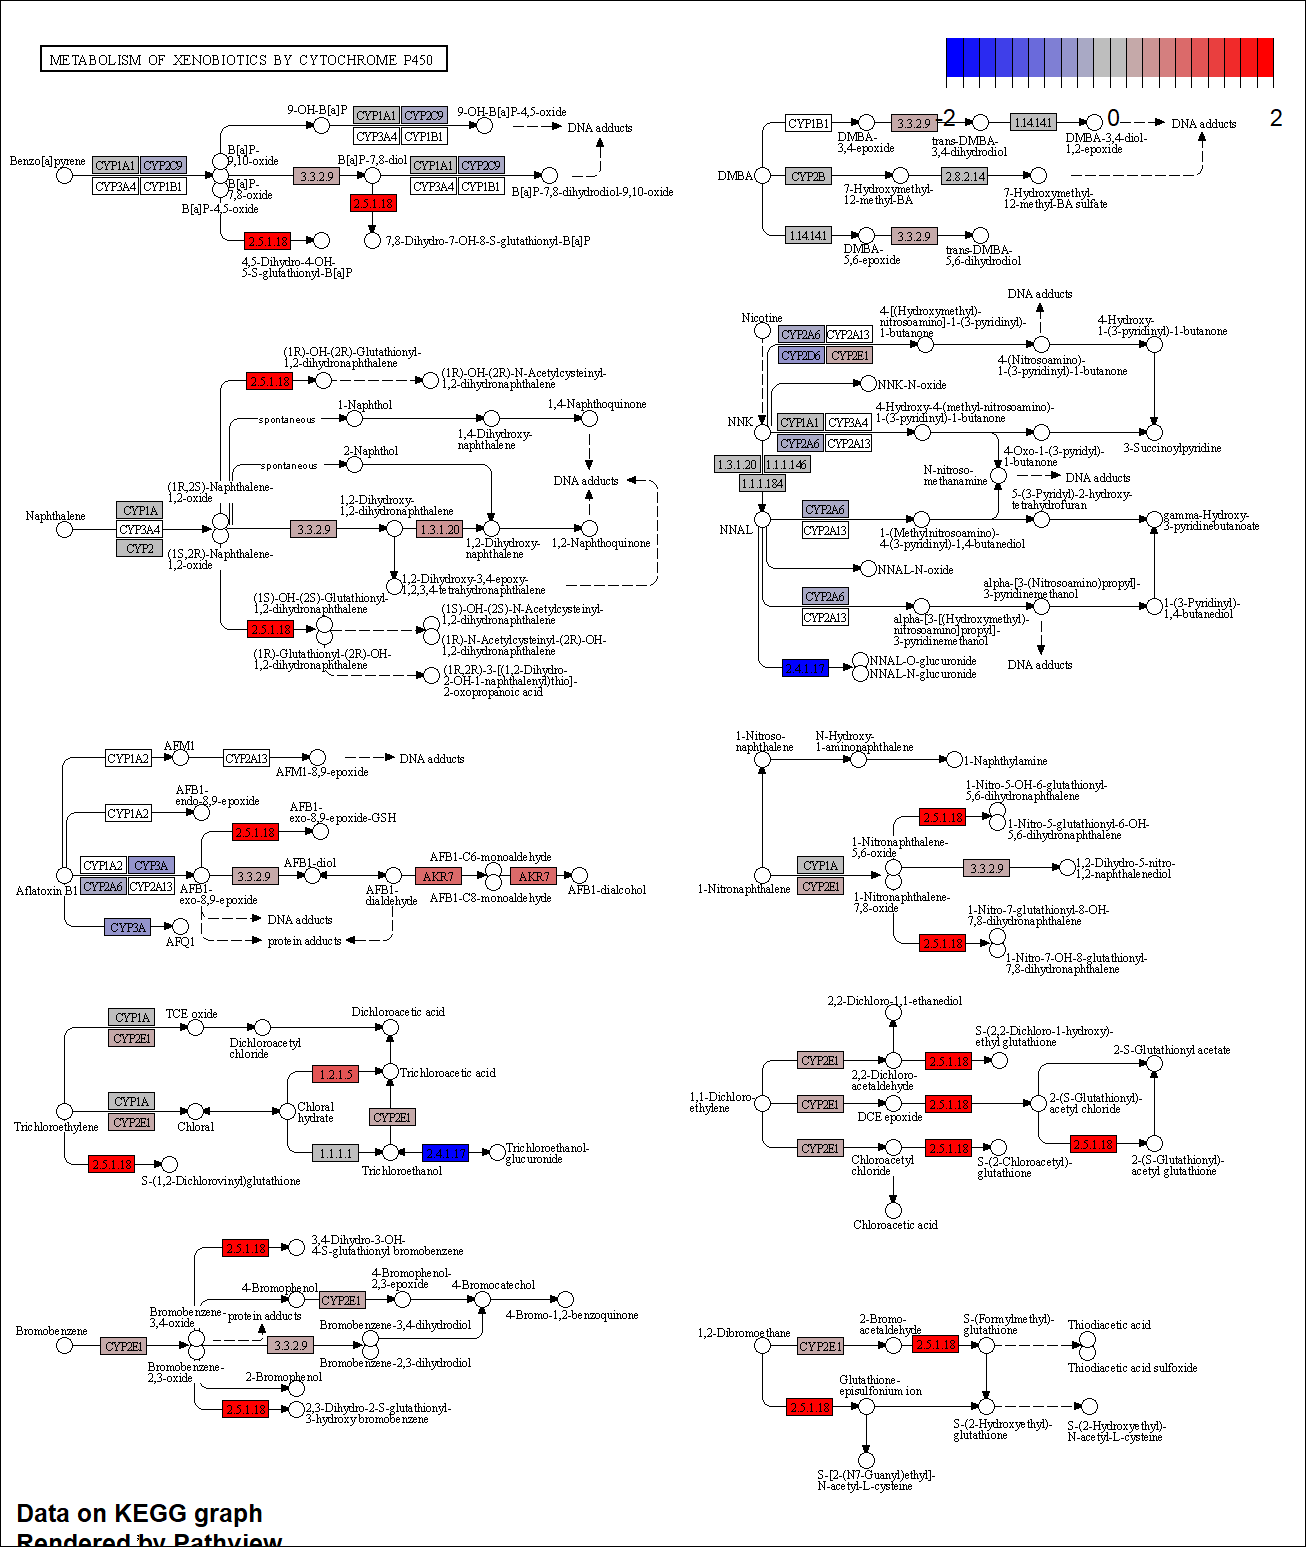 METABOLISM OF XENOBIOTICS BY CYTOCHROME P450
-2
0
2
9-OH-B[a]P
CYP1A1
CYP2C9
CYP3A4
CYP1B1
9-OH-B[a]P-4,5-oxide
DNA adducts
Benzo[a]pyrene
CYP1A1
CYP2C9
CYP3A4
CYP1B1
B[a]P-
9,10-oxide
B[a]P-
7,8-oxide
B[a]P-4,5-oxide
3.3.2.9
B[a]P-7,8-diol
CYP1A1
CYP2C9
CYP3A4
CYP1B1
B[a]P-7,8-dihydrodiol-9,10-oxide
2.5.1.18
7,8-Dihydro-7-OH-8-S-glutathionyl-B[a]P
2.5.1.18
4,5-Dihydro-4-OH-
5-S-glutathionyl-B[a]P
CYP1B1
DMBA-
3,4-epoxide
3.3.2.9
trans-DMBA-
3,4-dihydrodiol
1.14.14.1
DMBA-3,4-diol-
1,2-epoxide
DNA adducts
DMBA
CYP2B
7-Hydroxymethyl-
12-methyl-BA
2.8.2.14
7-Hydroxymethyl-
12-methyl-BA sulfate
1.14.14.1
DMBA-
5,6-epoxide
3.3.2.9
trans-DMBA-
5,6-dihydrodiol
(1R)-OH-(2R)-Glutathionyl-
1,2-dihydronaphthalene
2.5.1.18
(1R)-OH-(2R)-N-Acetylcysteinyl-
1,2-dihydronaphthalene
spontaneous
1-Naphthol
1,4-Dihydroxy-
naphthalene
1,4-Naphthoquinone
spontaneous
2-Naphthol
DNA adducts
(1R,2S)-Naphthalene-
1,2-oxide
Naphthalene
CYP1A
CYP3A4
CYP2
(1S,2R)-Naphthalene-
1,2-oxide
3.3.2.9
1,2-Dihydroxy-
1,2-dihydronaphthalene
1.3.1.20
1,2-Dihydroxy-
naphthalene
1,2-Naphthoquinone
1,2-Dihydroxy-3,4-epoxy-
1,2,3,4-tetrahydronaphthalene
(1S)-OH-(2S)-Glutathionyl-
1,2-dihydronaphthalene
2.5.1.18
(1R)-Glutathionyl-(2R)-OH-
1,2-dihydronaphthalene
(1S)-OH-(2S)-N-Acetylcysteinyl-
1,2-dihydronaphthalene
(1R)-N-Acetylcysteinyl-(2R)-OH-
1,2-dihydronaphthalene
(1R,2R)-3-[(1,2-Dihydro-
2-OH-1-naphthalenyl)thio]-
2-oxopropanoic acid
Nicotine
CYP2A6
CYP2A13
CYP2D6
CYP2E1
4-[(Hydroxymethyl)-
nitrosoamino]-1-(3-pyridinyl)-
1-butanone
DNA adducts
4-(Nitrosoamino)-
1-(3-pyridinyl)-1-butanone
4-Hydroxy-
1-(3-pyridinyl)-1-butanone
NNK-N-oxide
NNK
CYP1A1
CYP3A4
CYP2A6
CYP2A13
4-Hydroxy-4-(methyl-nitrosoamino)-
1-(3-pyridinyl)-1-butanone
4-Oxo-1-(3-pyridyl)-
1-butanone
3-Succinoylpyridine
1.3.1.20
1.1.1.146
1.1.1.184
N-nitroso-
methanamine
DNA adducts
NNAL
CYP2A6
CYP2A13
1-(Methylnitrosoamino)-
4-(3-pyridinyl)-1,4-butanediol
5-(3-Pyridyl)-2-hydroxy-
tetrahydrofuran
gamma-Hydroxy-
3-pyridinebutanoate
NNAL-N-oxide
CYP2A6
CYP2A13
alpha-[3-[(Hydroxymethyl)-
nitrosoamino]propyl]-
3-pyridinemethanol
alpha-[3-(Nitrosoamino)propyl]-
3-pyridinemethanol
1-(3-Pyridinyl)-
1,4-butanediol
DNA adducts
2.4.1.17
NNAL-O-glucuronide
NNAL-N-glucuronide
CYP1A2
AFM1
CYP2A13
AFM1-8,9-epoxide
DNA adducts
CYP1A2
AFB1-
endo-8,9-epoxide
AFB1-
exo-8,9-epoxide-GSH
2.5.1.18
Aflatoxin B1
CYP1A2
CYP3A
CYP2A6
CYP2A13
AFB1-
exo-8,9-epoxide
3.3.2.9
AFB1-diol
AFB1-
dialdehyde
AKR7
AFB1-C6-monoaldehyde
AFB1-C8-monoaldehyde
AKR7
AFB1-dialcohol
CYP3A
AFQ1
DNA adducts
protein adducts
1-Nitroso-
naphthalene
N-Hydroxy-
1-aminonaphthalene
1-Naphthylamine
1-Nitro-5-OH-6-glutathionyl-
5,6-dihydronaphthalene
2.5.1.18
1-Nitro-5-glutathionyl-6-OH-
5,6-dihydronaphthalene
1-Nitronaphthalene-
5,6-oxide
1-Nitronaphthalene
CYP1A
CYP2E1
3.3.2.9
1,2-Dihydro-5-nitro-
1,2-naphthalenediol
1-Nitronaphthalene-
7,8-oxide
1-Nitro-7-glutathionyl-8-OH-
7,8-dihydronaphthalene
2.5.1.18
1-Nitro-7-OH-8-glutathionyl-
7,8-dihydronaphthalene
CYP1A
CYP2E1
TCE oxide
Dichloroacetyl
chloride
Dichloroacetic acid
1.2.1.5
Trichloroacetic acid
Trichloroethylene
CYP1A
CYP2E1
Chloral
Chloral
hydrate
CYP2E1
1.1.1.1
Trichloroethanol
2.4.1.17
Trichloroethanol-
glucuronide
2.5.1.18
S-(1,2-Dichlorovinyl)glutathione
2,2-Dichloro-1,1-ethanediol
CYP2E1
2,2-Dichloro-
acetaldehyde
2.5.1.18
S-(2,2-Dichloro-1-hydroxy)-
ethyl glutathione
1,1-Dichloro-
ethylene
CYP2E1
DCE epoxide
2.5.1.18
2-(S-Glutathionyl)-
acetyl chloride
2-S-Glutathionyl acetate
CYP2E1
Chloroacetyl
chloride
2.5.1.18
S-(2-Chloroacetyl)-
glutathione
2.5.1.18
2-(S-Glutathionyl)-
acetyl glutathione
Chloroacetic acid
2.5.1.18
3,4-Dihydro-3-OH-
4-S-glutathionyl bromobenzene
4-Bromophenol
CYP2E1
4-Bromophenol-
2,3-epoxide
4-Bromocatechol
4-Bromo-1,2-benzoquinone
Bromobenzene-
3,4-oxide
protein adducts
Bromobenzene
CYP2E1
Bromobenzene-
2,3-oxide
3.3.2.9
Bromobenzene-3,4-dihydrodiol
Bromobenzene-2,3-dihydrodiol
2-Bromophenol
2.5.1.18
2,3-Dihydro-2-S-glutathionyl-
3-hydroxy bromobenzene
1,2-Dibromoethane
CYP2E1
2-Bromo-
acetaldehyde
2.5.1.18
S-(Formylmethyl)-
glutathione
Thiodiacetic acid
Thiodiacetic acid sulfoxide
2.5.1.18
Glutathione-
episulfonium ion
S-(2-Hydroxyethyl)-
glutathione
S-(2-Hydroxyethyl)-
N-acetyl-L-cysteine
S-[2-(N7-Guanyl)ethyl]-
N-acetyl-L-cysteine
Data on KEGG graph
Rendered by Pathview